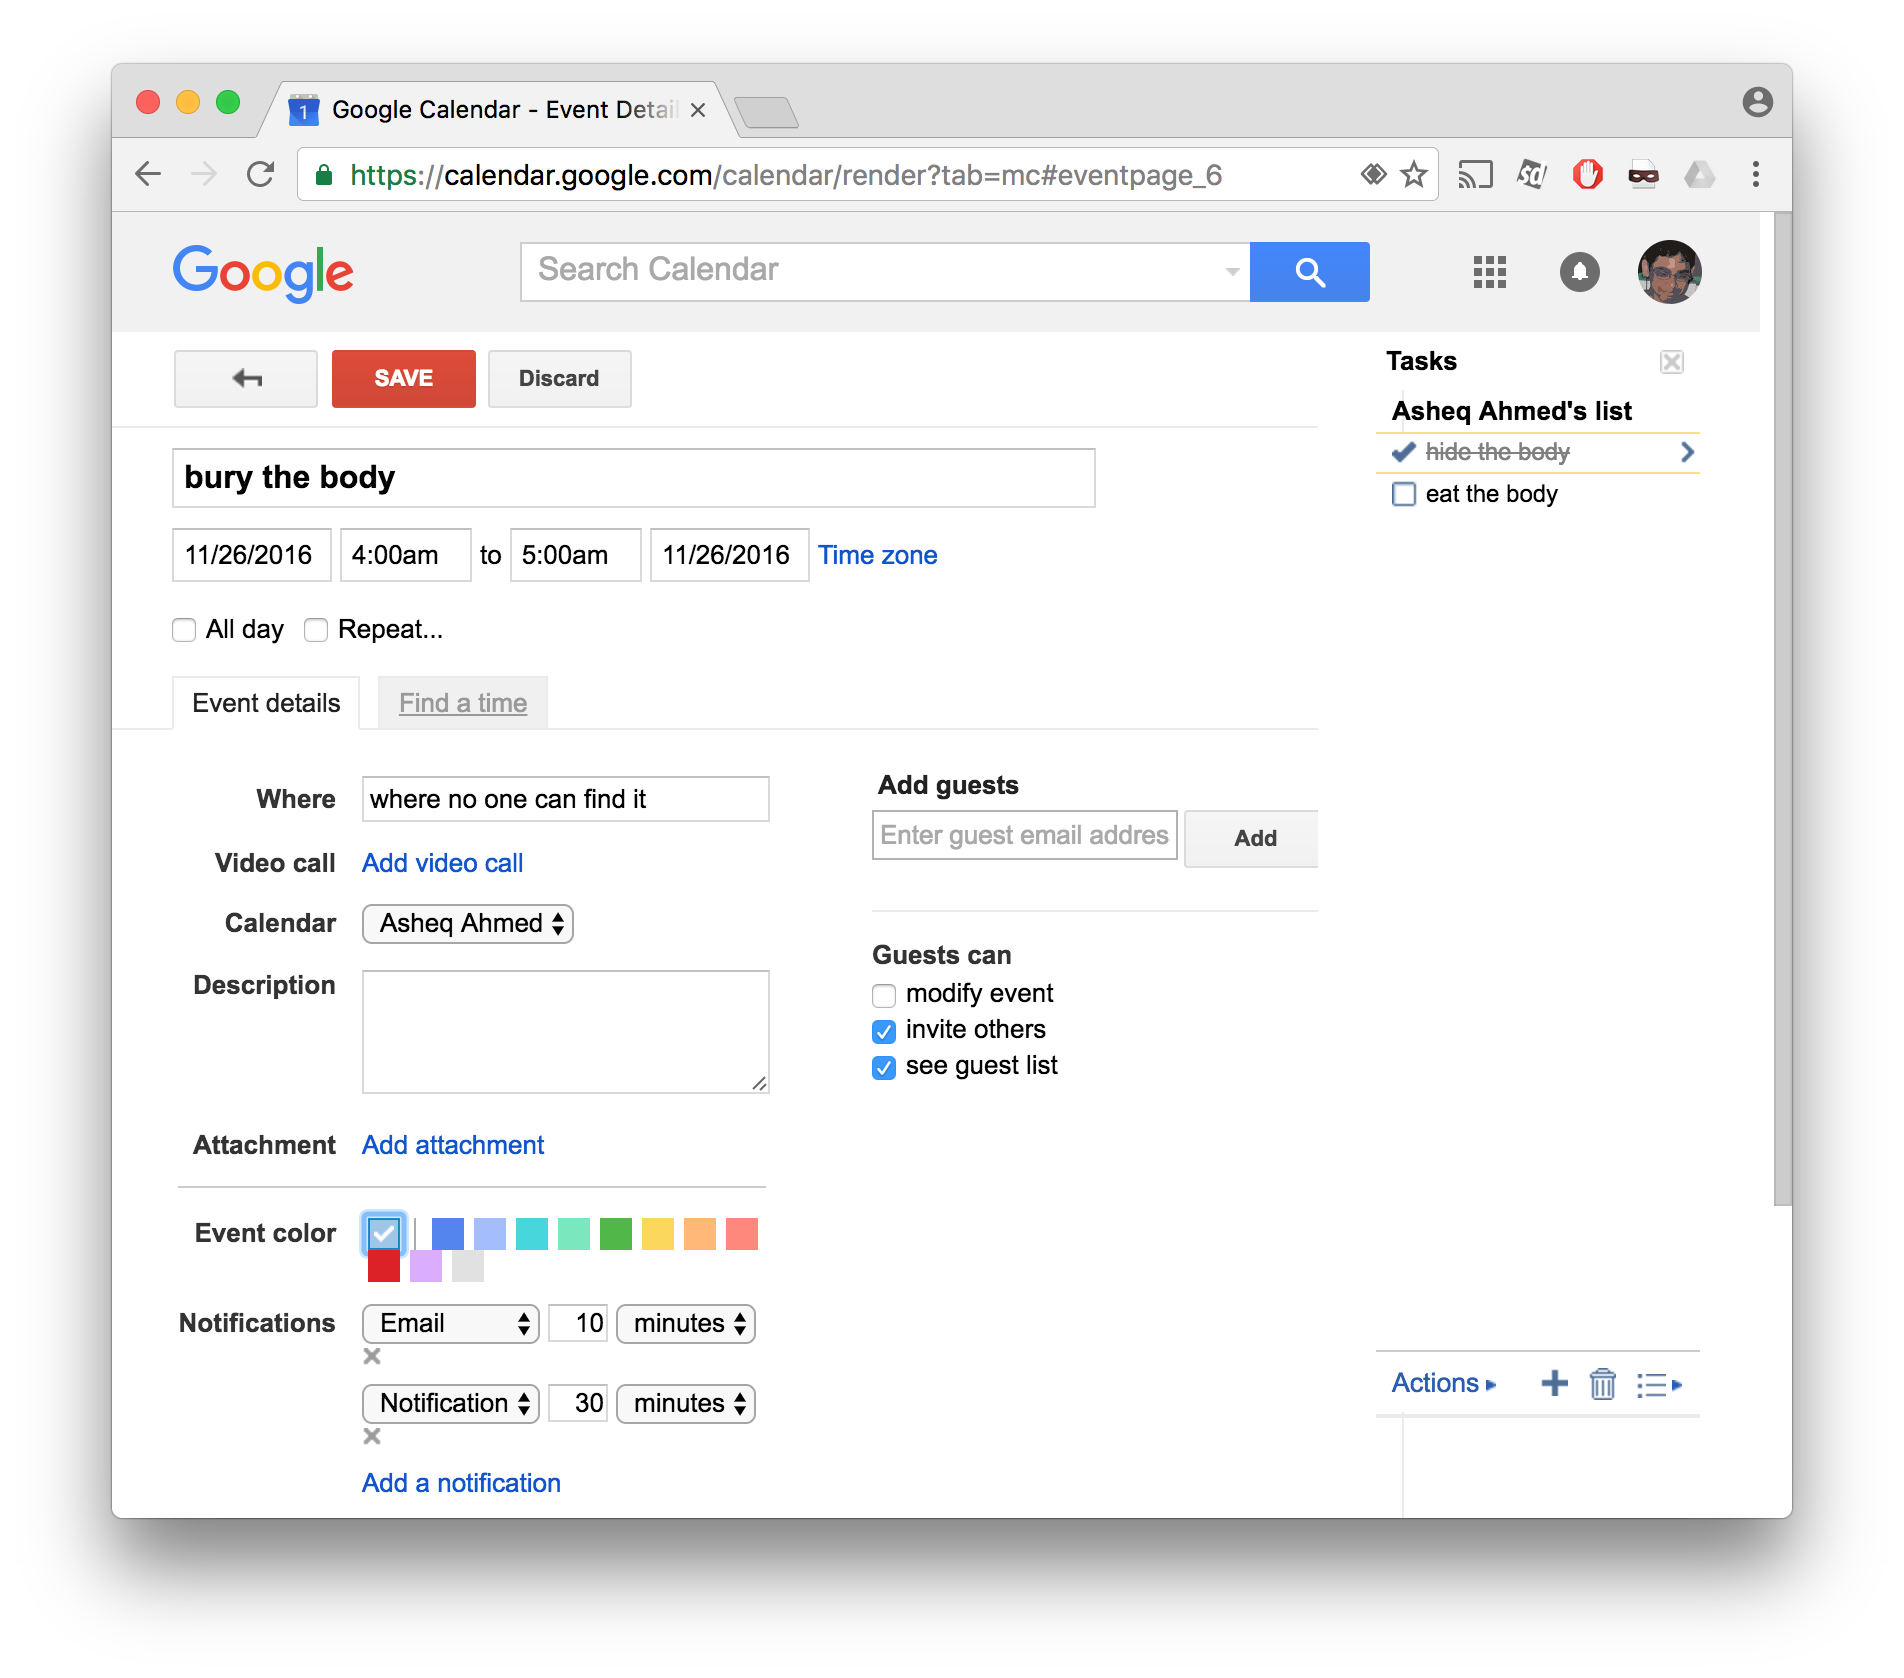 Google Calendar - Event Detail
https://calendar.google.com/calendar/render?tab=mc#eventpage_6
sd
Google
Search Calendar
SAVE
Discard
bury the body
11/26/2016 4:00am to 5:00am 11/26/2016 Time zone
All day Repeat...
Event details Find a time
Where where no one can find it
Video call Add video call
Calendar Asheq Ahmed
Description
Attachment Add attachment
Event color
Notifications Email 10 minutes
Notification 30 minutes
Add a notification
Add guests
Enter guest email addres Add
Guests can
modify event
invite others
see guest list
Tasks
Asheq Ahmed's list
hide the body
eat the body
Actions
1